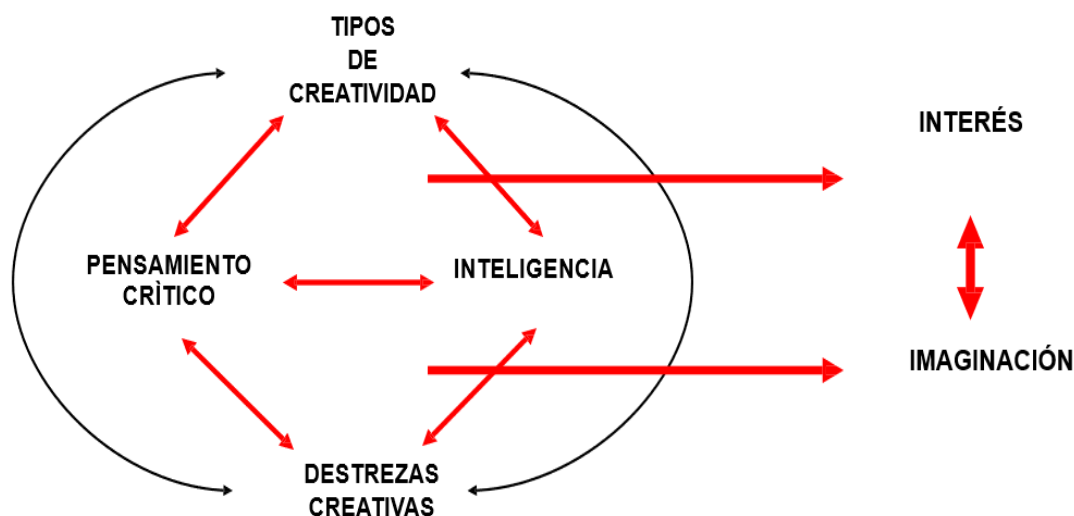 TIPOS
DE
CREATIVIDAD
INTERÉS
PENSAMIENTO
CRÌTICO
INTELIGENCIA
IMAGINACIÓN
DESTREZAS
CREATIVAS